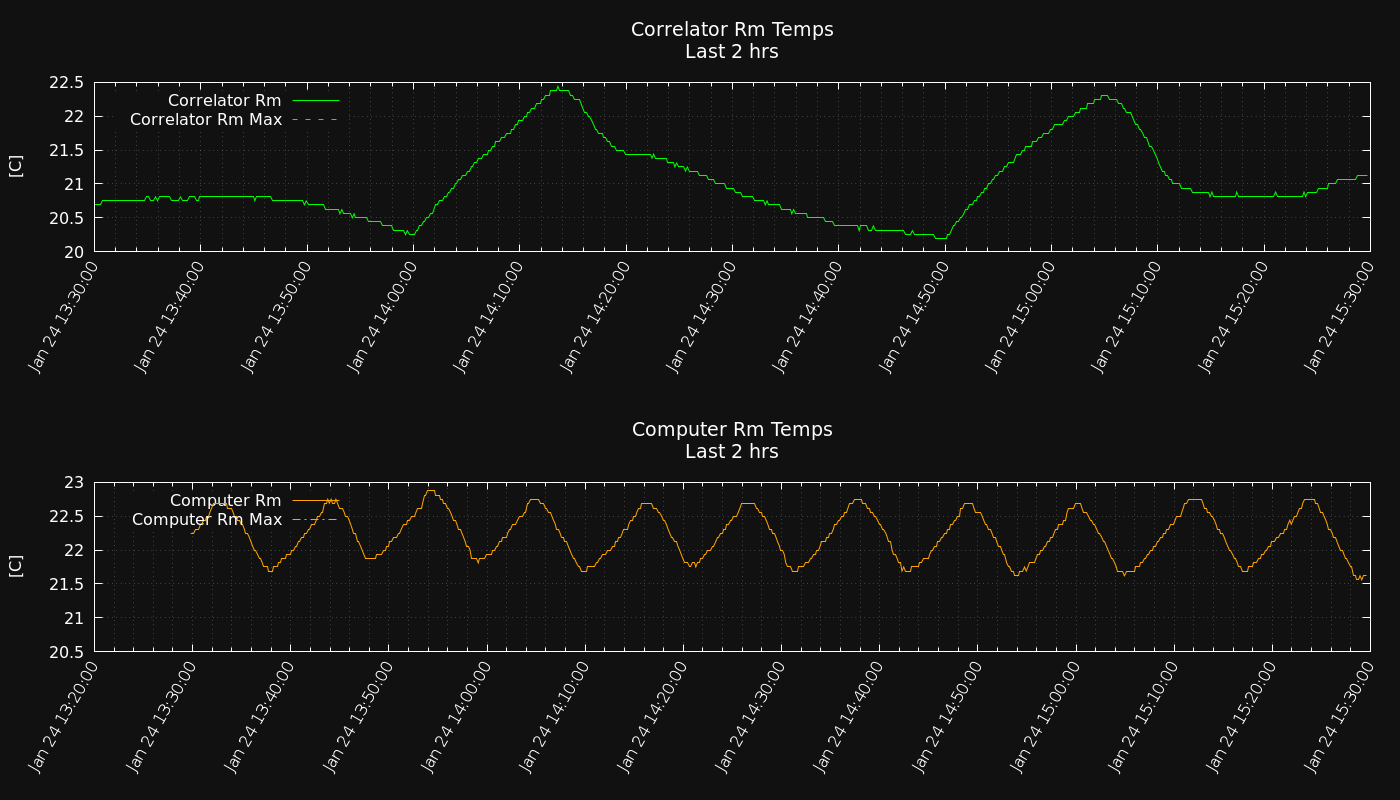 Correlator Rm Temps
Last 2 hrs
22.5
22
21.5
21
20.5
20
[C]
Correlator Rm
Correlator Rm Max
Jan 24 13:30:00
Jan 24 13:40:00
Jan 24 13:50:00
Jan 24 14:00:00
Jan 24 14:10:00
Jan 24 14:20:00
Jan 24 14:30:00
Jan 24 14:40:00
Jan 24 14:50:00
Jan 24 15:00:00
Jan 24 15:10:00
Jan 24 15:20:00
Jan 24 15:30:00
Computer Rm Temps
Last 2 hrs
23
22.5
22
21.5
21
20.5
[C]
Computer Rm
Computer Rm Max
Jan 24 13:20:00
Jan 24 13:30:00
Jan 24 13:40:00
Jan 24 13:50:00
Jan 24 14:00:00
Jan 24 14:10:00
Jan 24 14:20:00
Jan 24 14:30:00
Jan 24 14:40:00
Jan 24 14:50:00
Jan 24 15:00:00
Jan 24 15:10:00
Jan 24 15:20:00
Jan 24 15:30:00